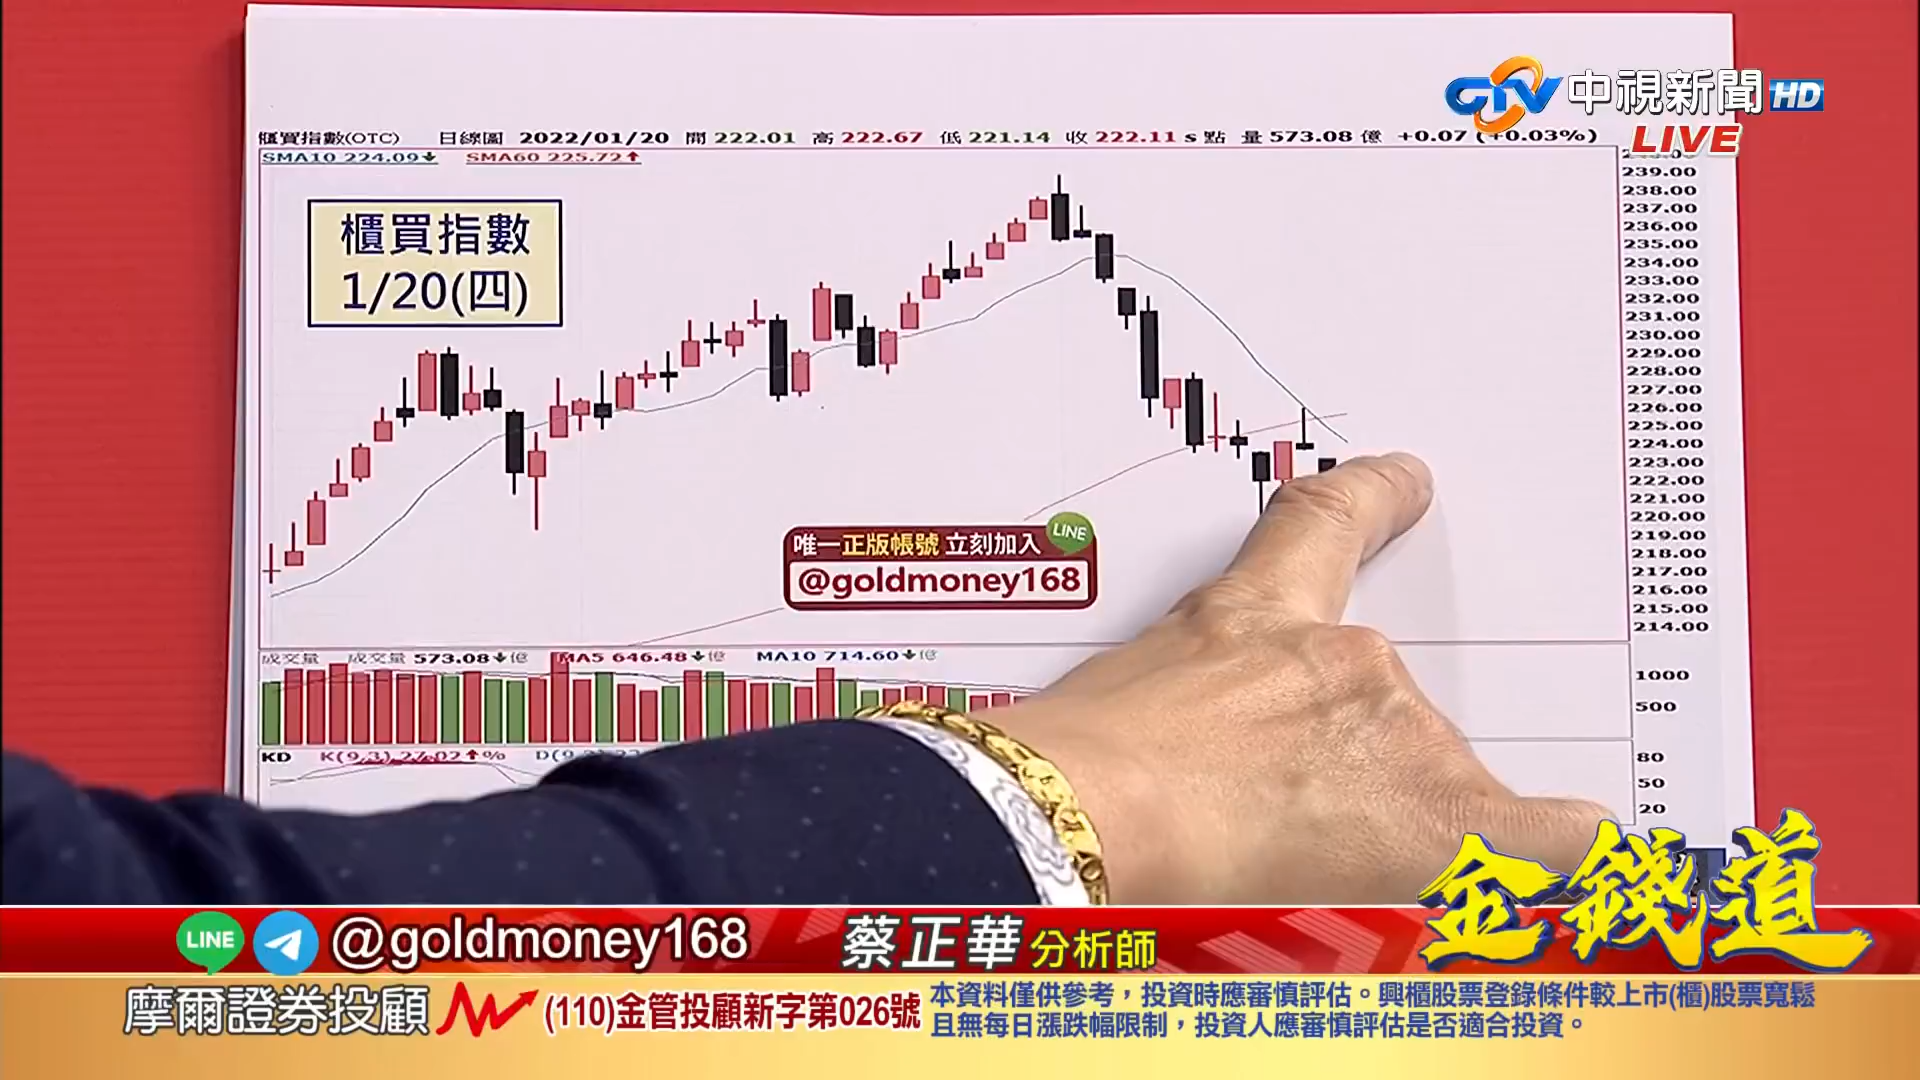 CTV 中視新聞 HD
LIVE
櫃買指數(OTC) 日線圖 2022/01/20 開 222.01 高 222.67 低 221.14 收 222.11 s 點 量 573.08 億 +0.07 (+0.03%)
SMA10 224.09↓ SMA60 225.72↑
櫃買指數
1/20(四)
239.00
238.00
237.00
236.00
235.00
234.00
233.00
232.00
231.00
230.00
229.00
228.00
227.00
226.00
225.00
224.00
223.00
222.00
221.00
220.00
219.00
218.00
217.00
216.00
215.00
214.00
唯一正版帳號 立刻加入 LINE
@goldmoney168
成交量 成交量 573.08↓億 MA5 646.48↓億 MA10 714.60↓億
1000
500
KD K(9,3) 27.02↑%
80
50
20
金錢道
LINE @goldmoney168 蔡正華 分析師
摩爾證券投顧 (110)金管投顧新字第026號
本資料僅供參考，投資時應審慎評估。興櫃股票登錄條件較上市(櫃)股票寬鬆
且無每日漲跌幅限制，投資人應審慎評估是否適合投資。